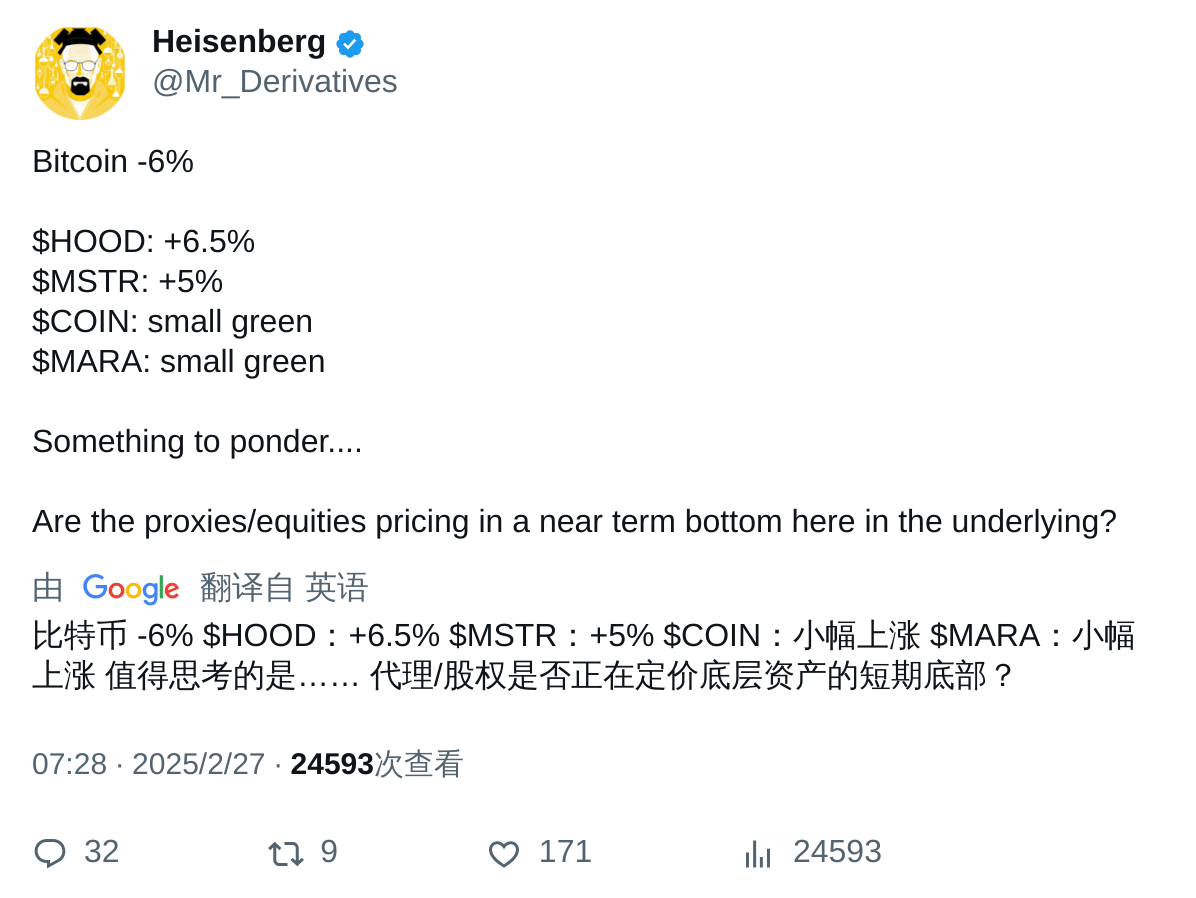 Heisenberg
@Mr_Derivatives
Bitcoin -6%
$HOOD: +6.5%
$MSTR: +5%
$COIN: small green
$MARA: small green
Something to ponder....
Are the proxies/equities pricing in a near term bottom here in the underlying?
由 Google 翻译自 英语
比特币 -6% $HOOD：+6.5% $MSTR：+5% $COIN：小幅上涨 $MARA：小幅
上涨 值得思考的是…… 代理/股权是否正在定价底层资产的短期底部？
07:28 · 2025/2/27 · 24593次查看
32 9 171 24593